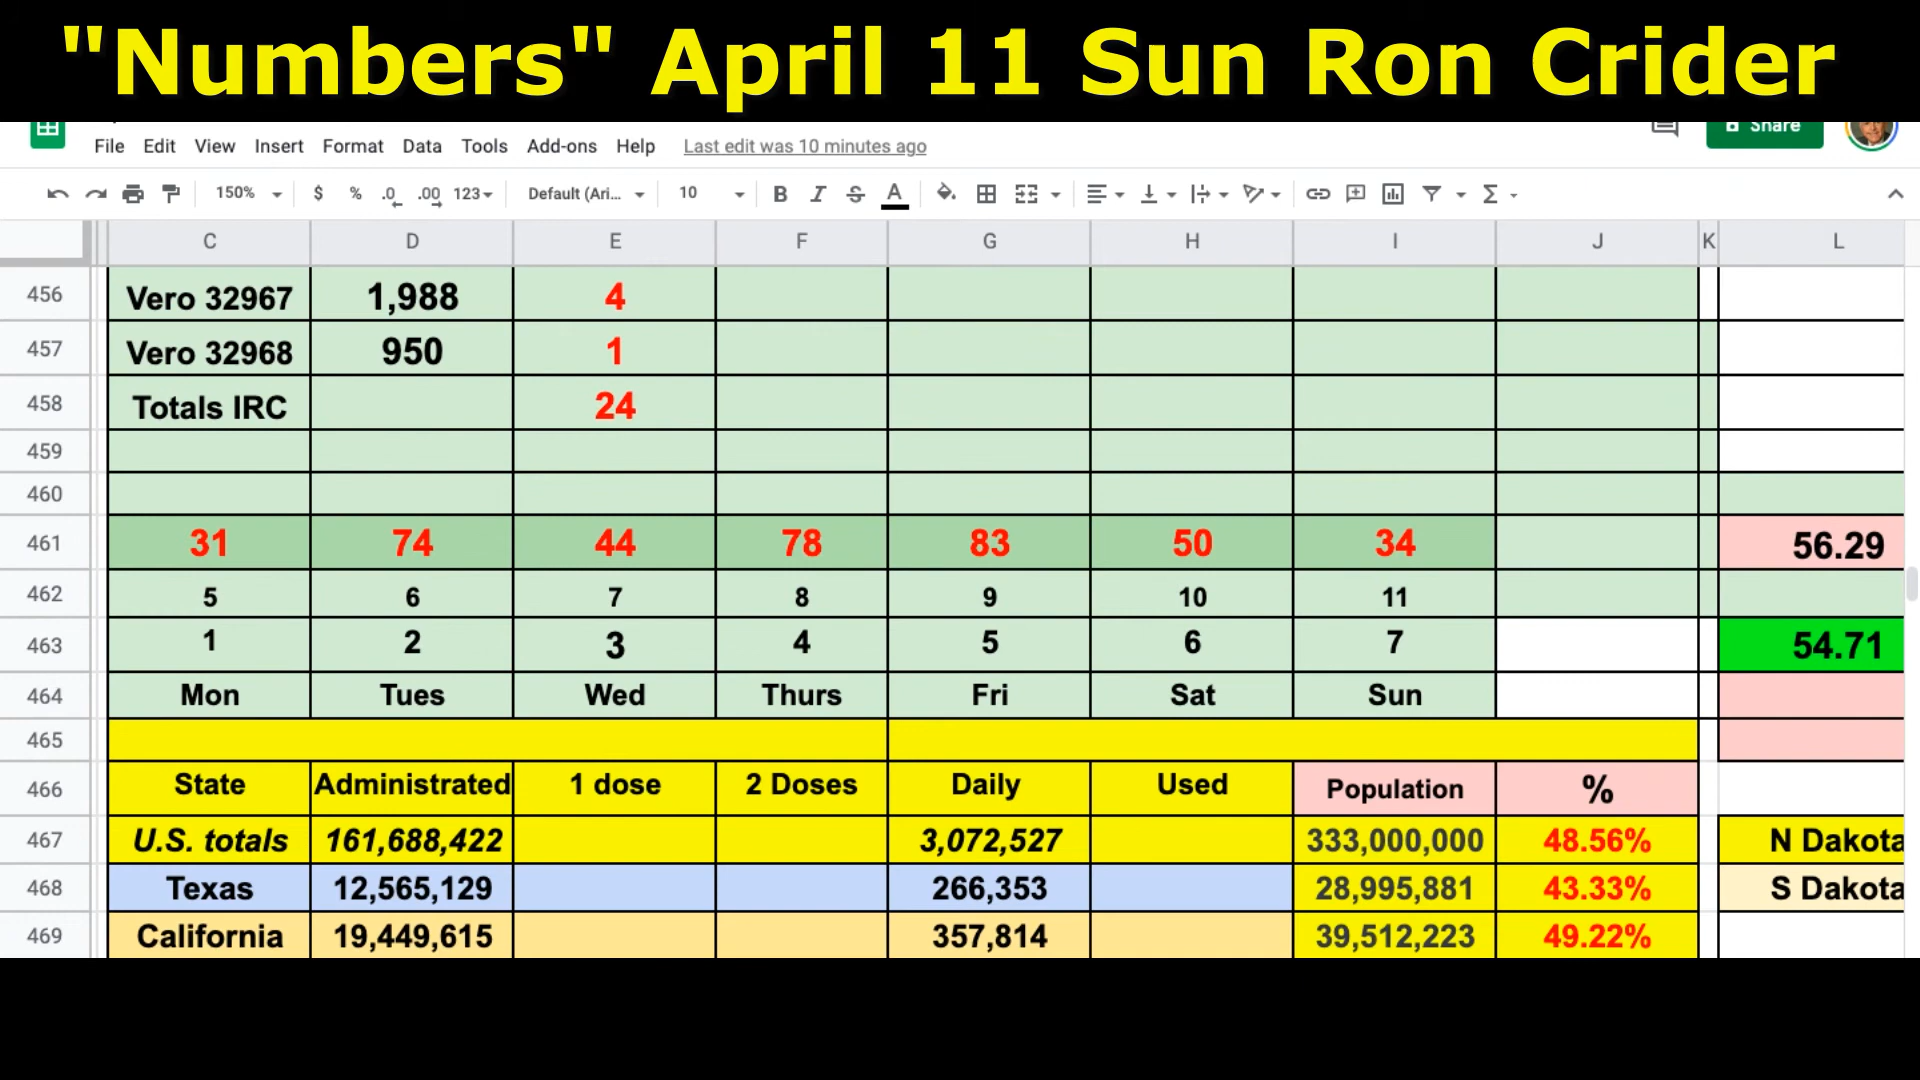 "Numbers" April 11 Sun Ron Crider
Share
File Edit View Insert Format Data Tools Add-ons Help Last edit was 10 minutes ago
150% $ % .0 .00 123 Default (Ari... 10 B I S A Σ
C D E F G H I J K L
456 Vero 32967 1,988 4
457 Vero 32968 950 1
458 Totals IRC 24
459
460
461 31 74 44 78 83 50 34 56.29
462 5 6 7 8 9 10 11
463 1 2 3 4 5 6 7 54.71
464 Mon Tues Wed Thurs Fri Sat Sun
465
466 State Administrated 1 dose 2 Doses Daily Used Population %
467 U.S. totals 161,688,422 3,072,527 333,000,000 48.56% N Dakota
468 Texas 12,565,129 266,353 28,995,881 43.33% S Dakota
469 California 19,449,615 357,814 39,512,223 49.22%